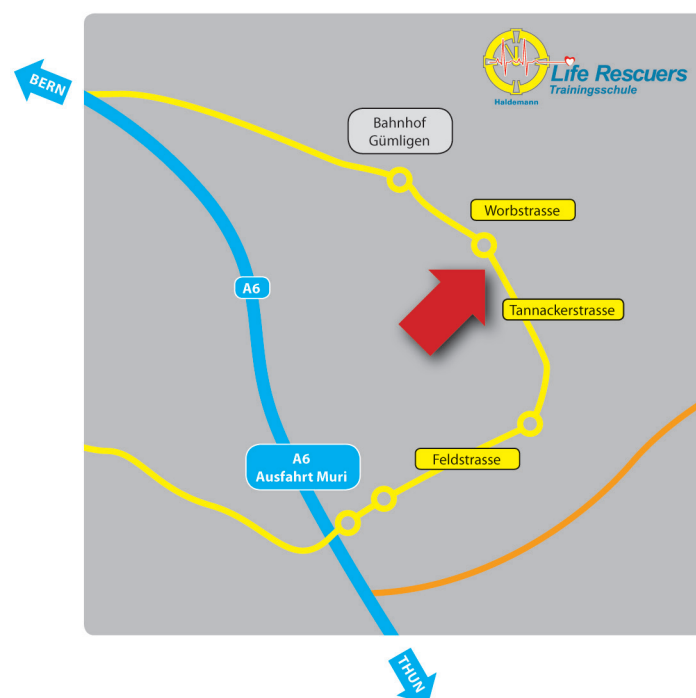 BERN
Life Rescuers
Trainingsschule
Haldemann
Bahnhof
Gümligen
Worbstrasse
A6
Tannackerstrasse
A6
Ausfahrt Muri
Feldstrasse
THUN